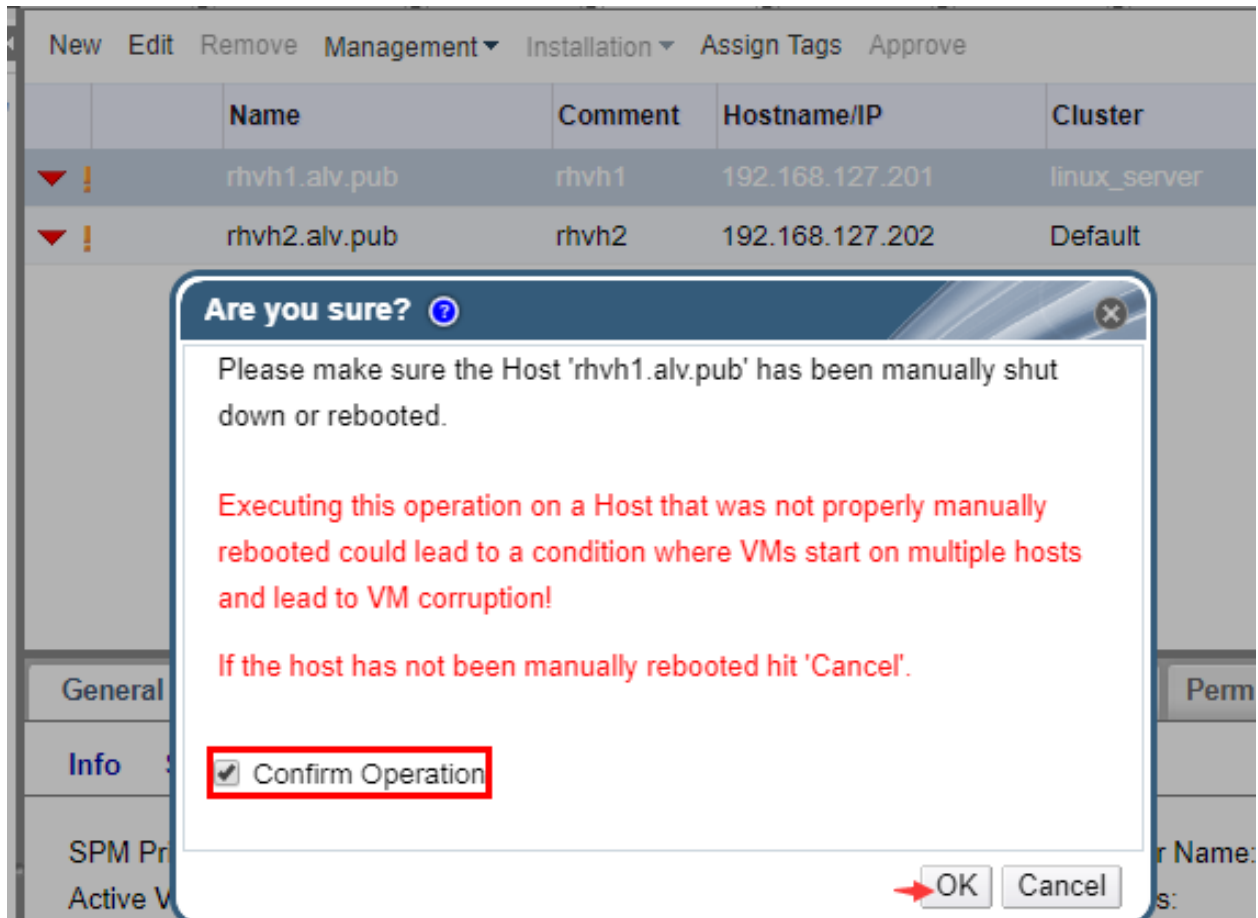 New Edit Remove Management Installation Assign Tags Approve
Name Comment Hostname/IP Cluster
rhvh1.alv.pub rhvh1 192.168.127.201 linux_server
rhvh2.alv.pub rhvh2 192.168.127.202 Default
Are you sure?
Please make sure the Host 'rhvh1.alv.pub' has been manually shut
down or rebooted.
Executing this operation on a Host that was not properly manually
rebooted could lead to a condition where VMs start on multiple hosts
and lead to VM corruption!
If the host has not been manually rebooted hit 'Cancel'.
General Perm
Info
Confirm Operation
SPM Pri r Name:
Active V s:
OK Cancel